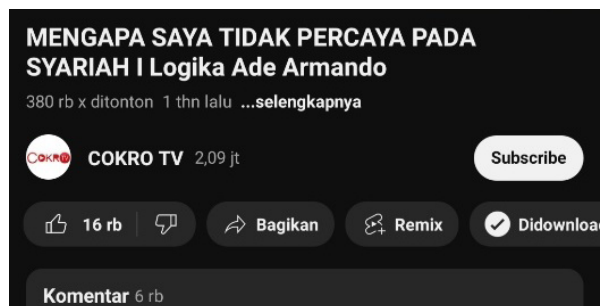 MENGAPA SAYA TIDAK PERCAYA PADA
SYARIAH I Logika Ade Armando
380 rb x ditonton 1 thn lalu ...selengkapnya
COKRO TV
COKRO TV 2,09 jt
Subscribe
16 rb
Bagikan
Remix
Didownloa
Komentar 6 rb